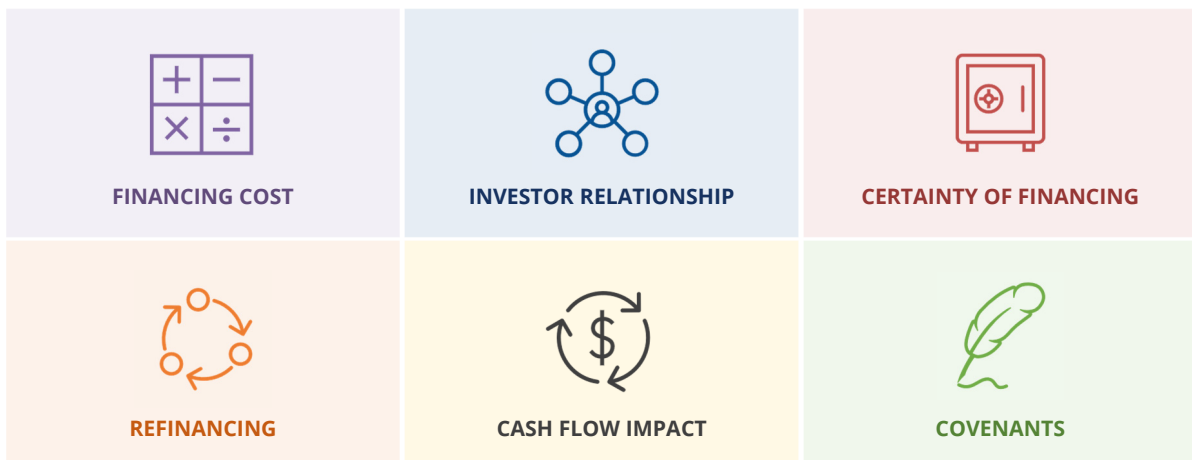 FINANCING COST
INVESTOR RELATIONSHIP
CERTAINTY OF FINANCING
REFINANCING
CASH FLOW IMPACT
COVENANTS